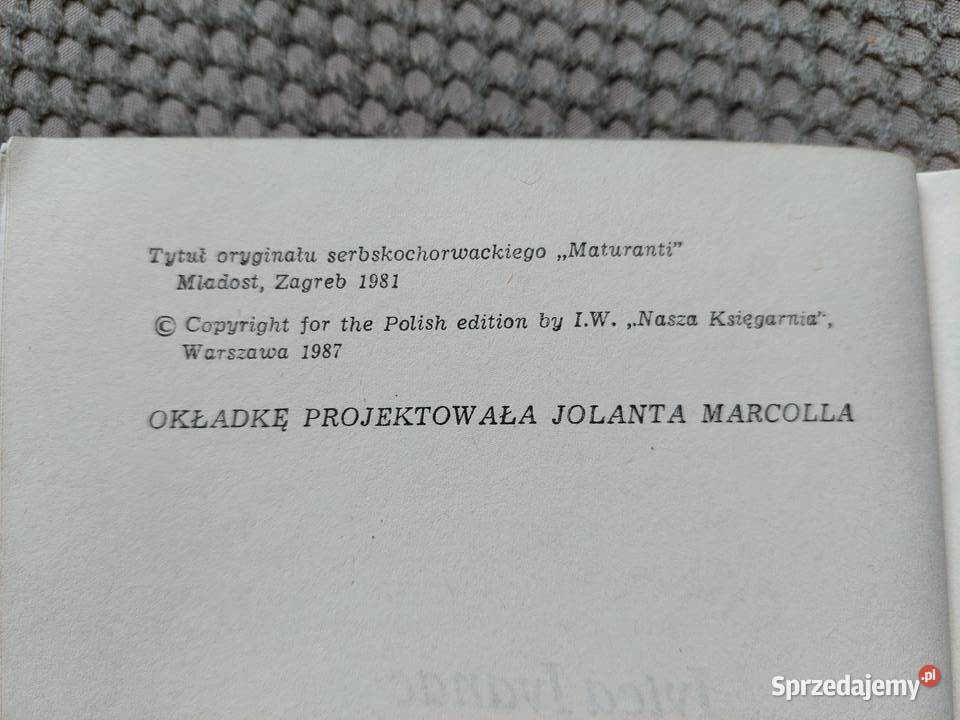 Tytuł oryginału serbskochorwackiego „Maturanti”
Mladost, Zagreb 1981
© Copyright for the Polish edition by I.W. „Nasza Księgarnia”,
Warszawa 1987
OKŁADKĘ PROJEKTOWAŁA JOLANTA MARCOLLA
Sprzedajemy.pl